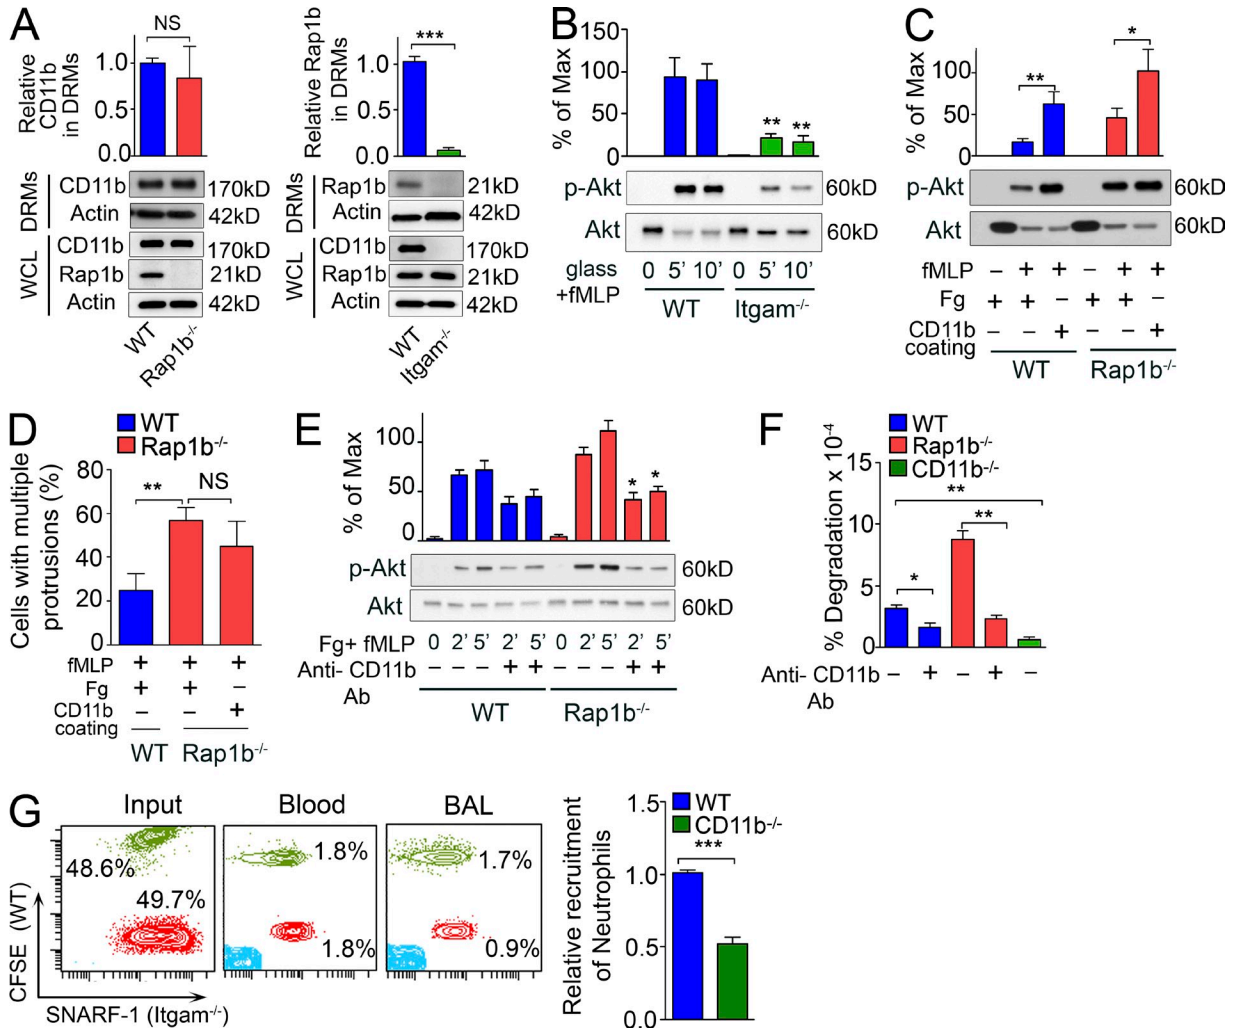 A
Relative
CD11b
in DRMs
1.0
0.5
0.0
NS
DRMs
CD11b
170kD
Actin
42kD
WCL
CD11b
170kD
Rap1b
21kD
Actin
42kD
WT
Rap1b-/-
Relative Rap1b
in DRMs
1.0
0.5
0.0
***
DRMs
Rap1b
21kD
Actin
42kD
WCL
CD11b
170kD
Rap1b
21kD
Actin
42kD
WT
Itgam-/-
B
% of Max
150
100
50
0
** **
p-Akt
60kD
Akt
60kD
glass
+fMLP
0 5' 10' 0 5' 10'
WT Itgam-/-
C
% of Max
100
50
0
** *
p-Akt
60kD
Akt
60kD
fMLP – + + – + +
Fg + + – + + –
CD11b
coating
– – + – – +
WT Rap1b-/-
D
WT
Rap1b-/-
Cells with multiple
protrusions (%)
80
60
40
20
0
** NS
fMLP + + +
Fg + + –
CD11b
coating
– – +
WT Rap1b-/-
E
% of Max
100
50
0
* *
p-Akt
60kD
Akt
60kD
Fg+ fMLP 0 2' 5' 2' 5' 0 2' 5' 2' 5'
Anti- CD11b
Ab
– – – + + – – – + +
WT Rap1b-/-
F
WT
Rap1b-/-
CD11b-/-
% Degradation x 10-4
15
10
5
0
**
**
*
Anti- CD11b
Ab
– + – + –
G
Input Blood BAL
CFSE (WT)
48.6%
49.7%
1.8%
1.8%
1.7%
0.9%
SNARF-1 (Itgam-/-)
Relative recruitment
of Neutrophils
1.5
1.0
0.5
0.0
WT
CD11b-/-
***